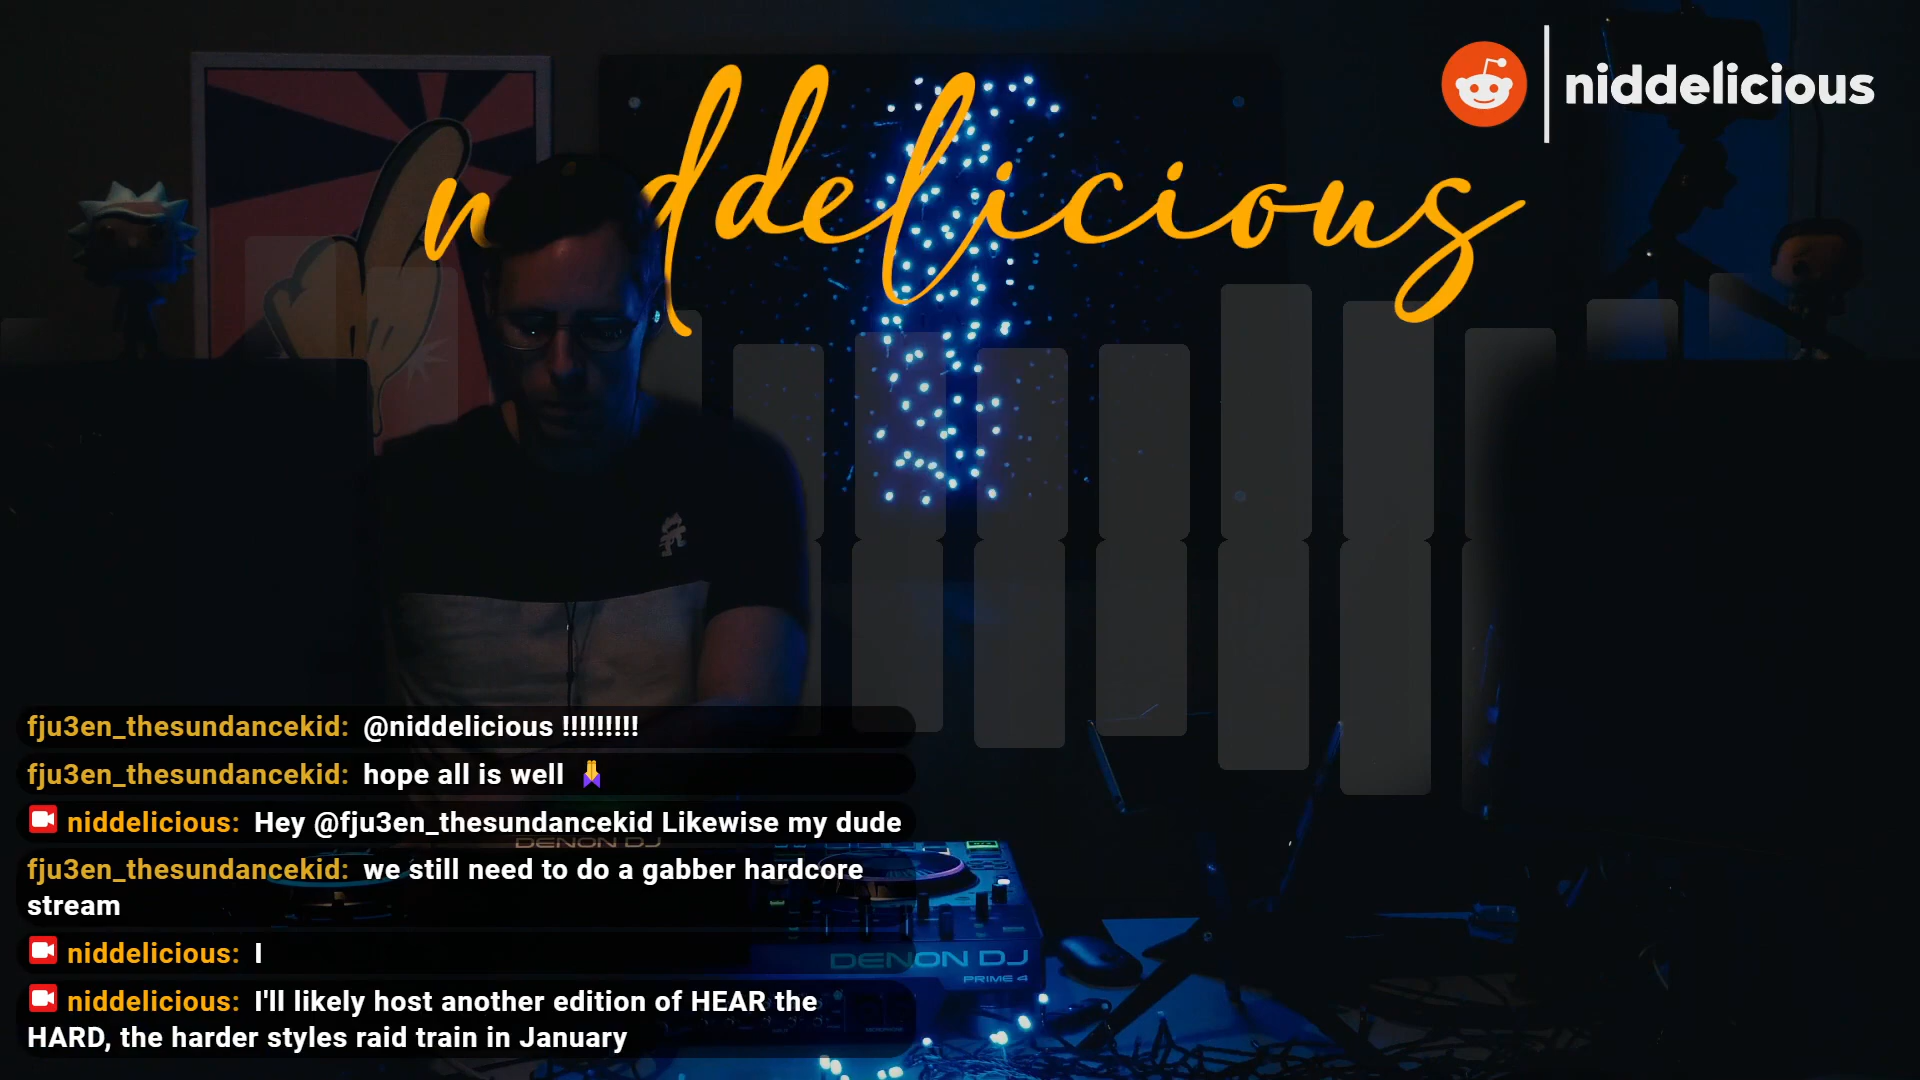 niddelicious
niddelicious
fju3en_thesundancekid: @niddelicious !!!!!!!!!
fju3en_thesundancekid: hope all is well 🙏
niddelicious: Hey @fju3en_thesundancekid Likewise my dude
DENON DJ
fju3en_thesundancekid: we still need to do a gabber hardcore
stream
niddelicious: I
DENON DJ
PRIME 4
niddelicious: I'll likely host another edition of HEAR the
HARD, the harder styles raid train in January